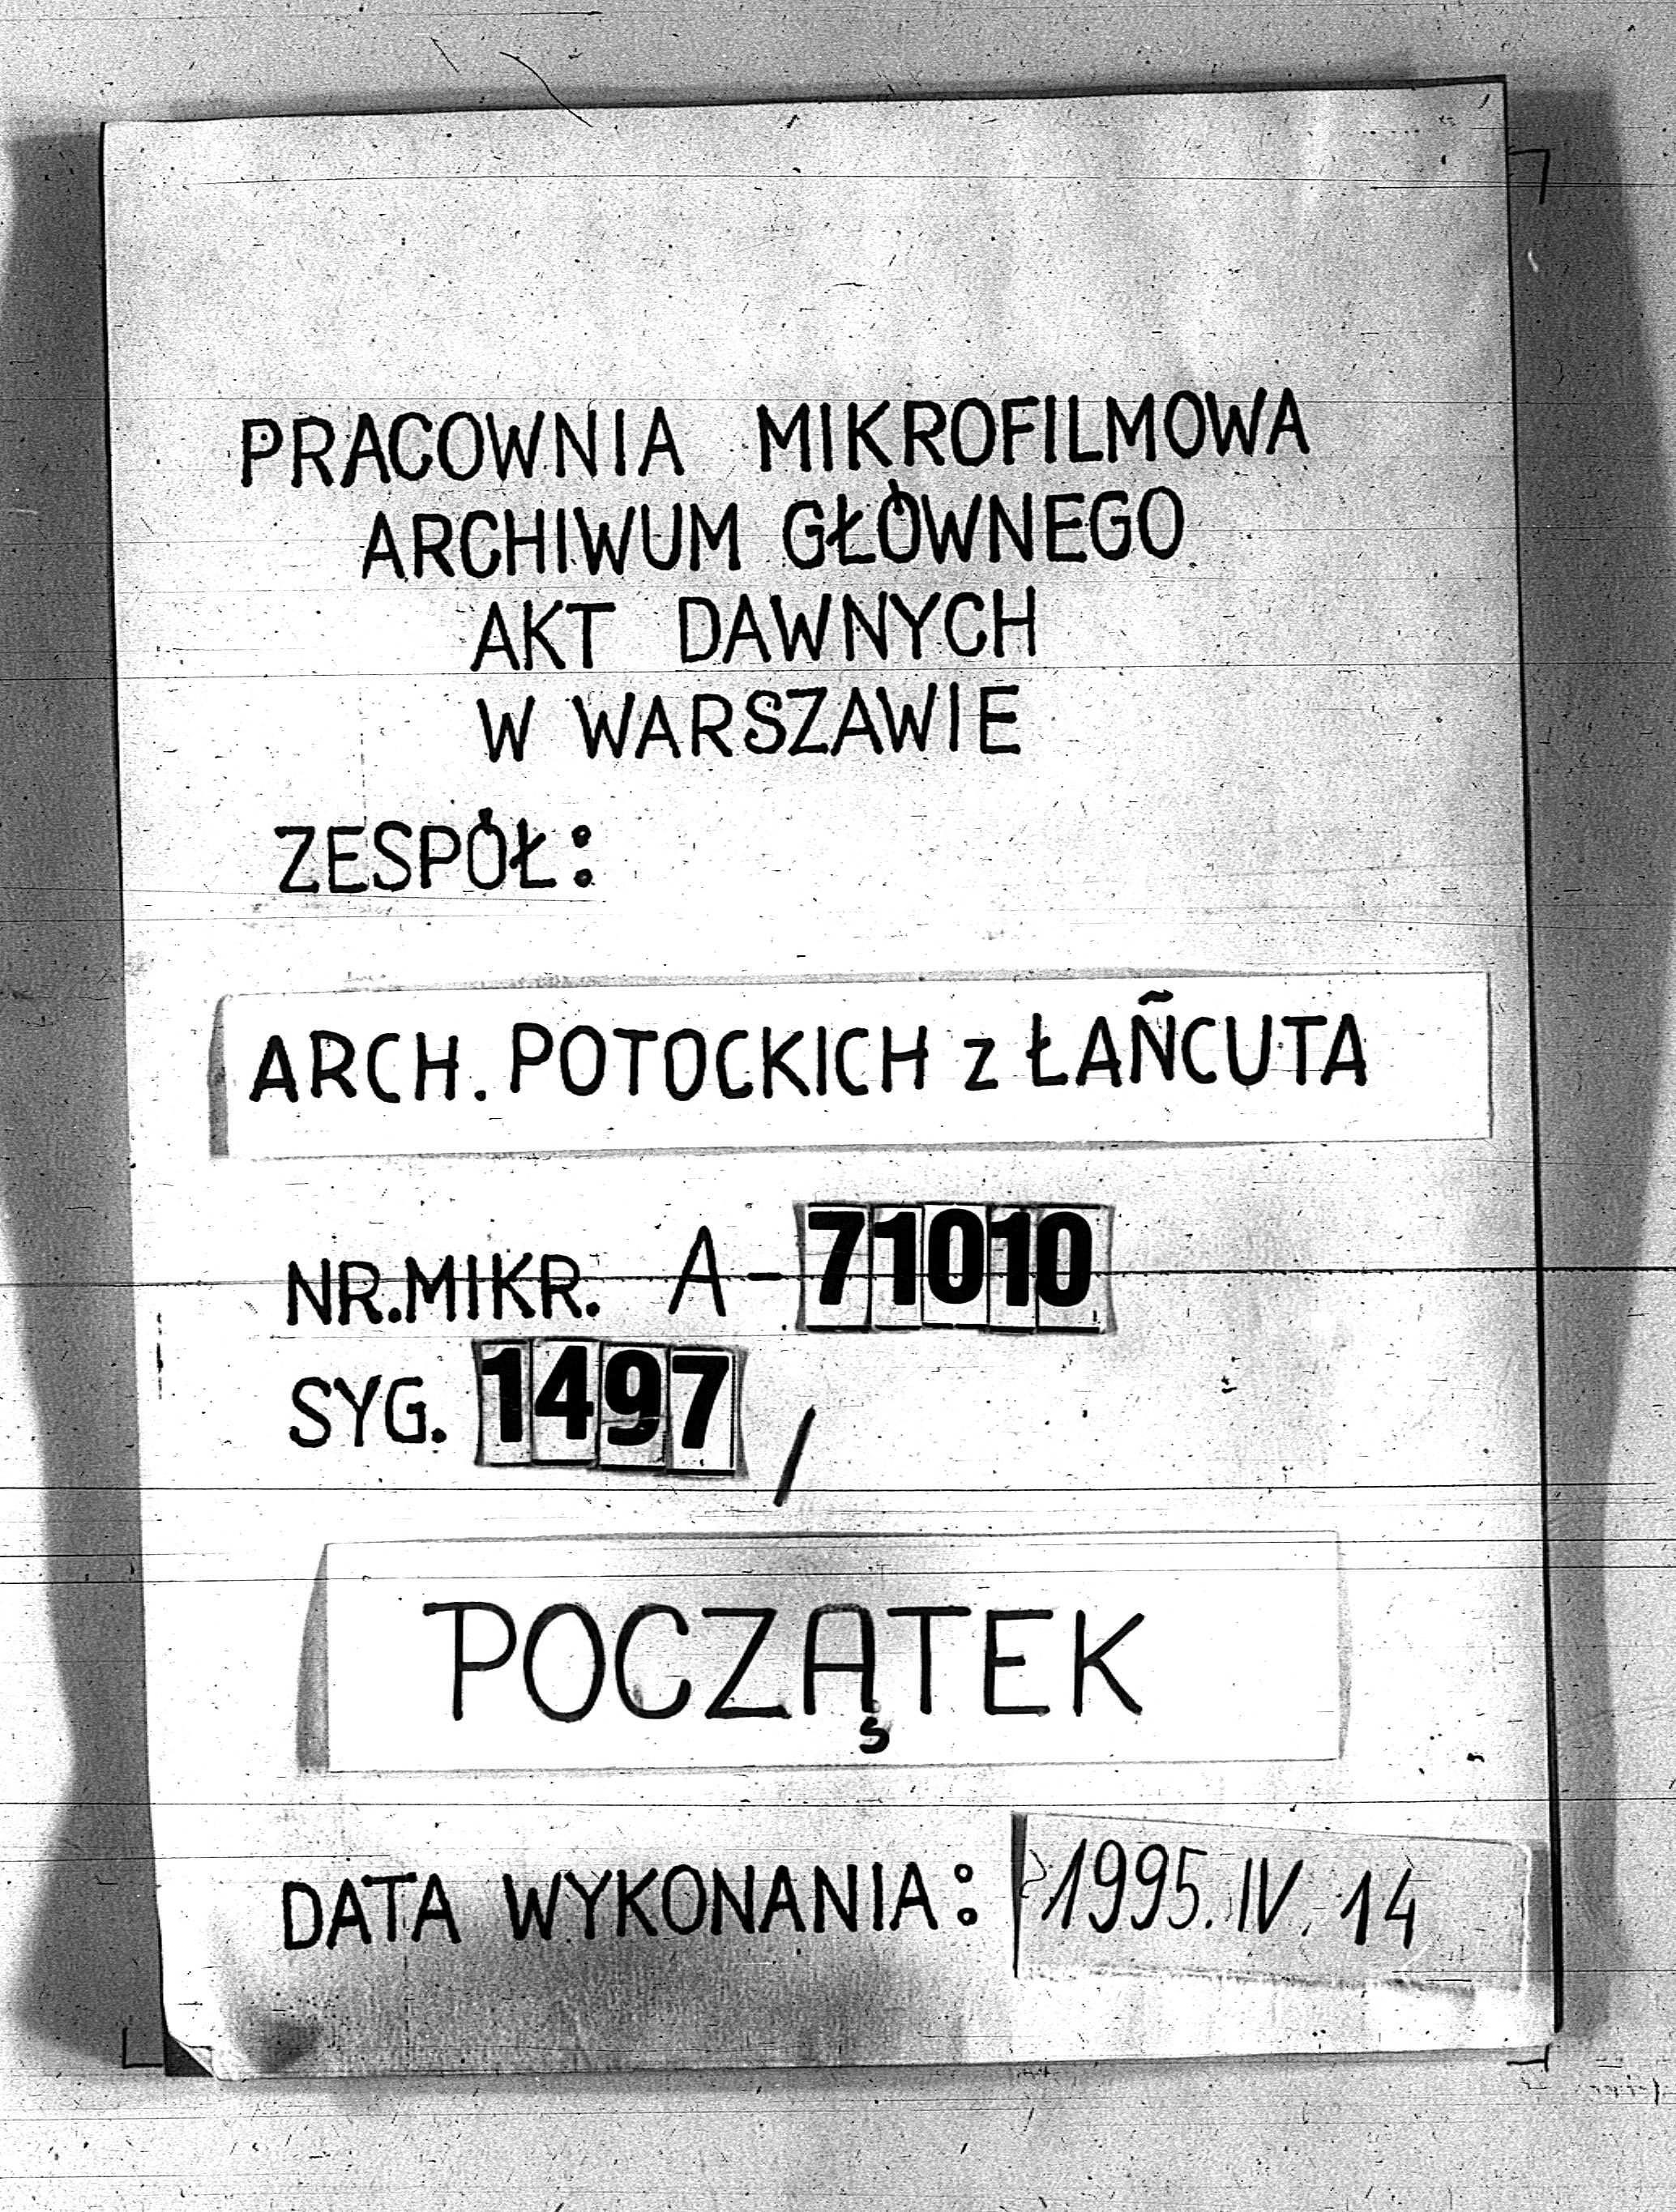 PRACOWNIA MIKROFILMOWA
ARCHIWUM GŁÓWNEGO
AKT DAWNYCH
W WARSZAWIE
ZESPÓŁ:
ARCH. POTOCKICH z ŁAŃCUTA
NR.MIKR. A-71010
SYG. 1497 /
POCZĄTEK
DATA WYKONANIA: 1995.IV.14